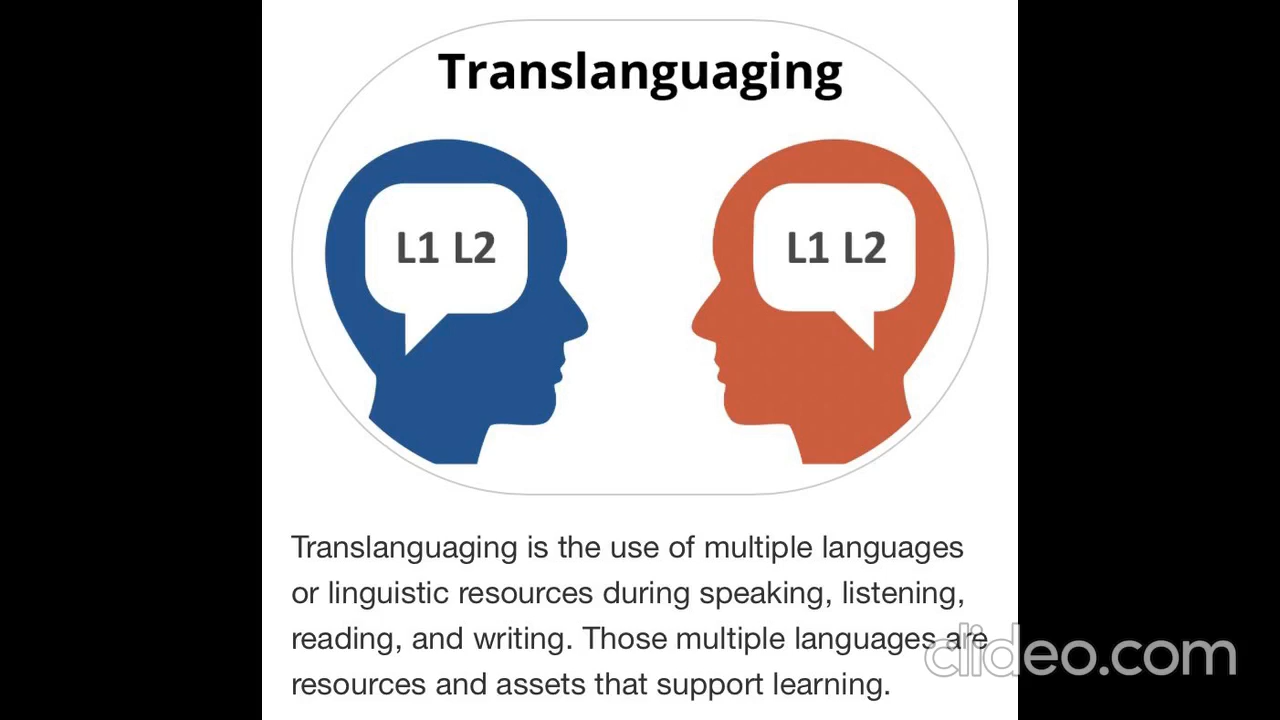 Translanguaging
L1 L2
L1 L2
Translanguaging is the use of multiple languages
or linguistic resources during speaking, listening,
reading, and writing. Those multiple languages are
resources and assets that support learning.
clideo.com